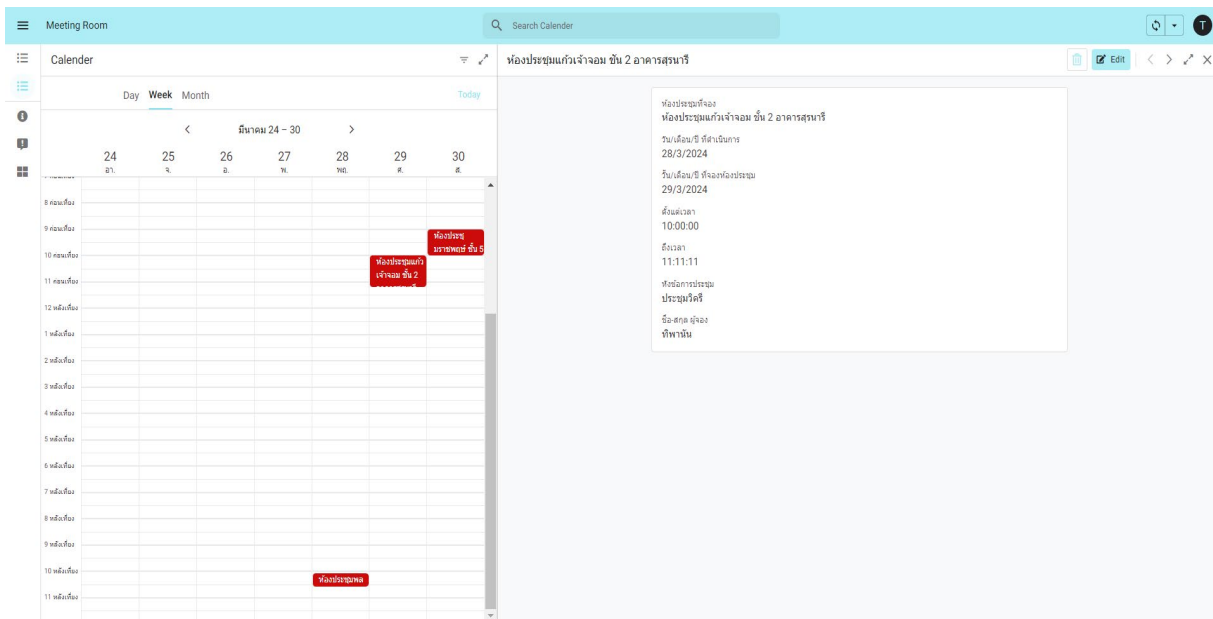 Meeting Room
Search Calender
T
Calender
Day Week Month
Today
มีนาคม 24 – 30
24 25 26 27 28 29 30
อา. จ. อ. พ. พฤ. ศ. ส.
8 ก่อนเที่ยง
9 ก่อนเที่ยง
10 ก่อนเที่ยง
11 ก่อนเที่ยง
12 หลังเที่ยง
1 หลังเที่ยง
2 หลังเที่ยง
3 หลังเที่ยง
4 หลังเที่ยง
5 หลังเที่ยง
6 หลังเที่ยง
7 หลังเที่ยง
8 หลังเที่ยง
9 หลังเที่ยง
10 หลังเที่ยง
11 หลังเที่ยง
ห้องประชุ
มราชพฤกษ์ ชั้น 5
ห้องประชุมแก้ว
เจ้าจอม ชั้น 2
ห้องประชุมพล
ห้องประชุมแก้วเจ้าจอม ชั้น 2 อาคารสุรนารี
Edit
ห้องประชุมที่จอง
ห้องประชุมแก้วเจ้าจอม ชั้น 2 อาคารสุรนารี
วัน/เดือน/ปี ที่ดำเนินการ
28/3/2024
วัน/เดือน/ปี ที่จองห้องประชุม
29/3/2024
ตั้งแต่เวลา
10:00:00
ถึงเวลา
11:11:11
หัวข้อการประชุม
ประชุมวิตรี
ชื่อ-สกุล ผู้จอง
ทิพานัน